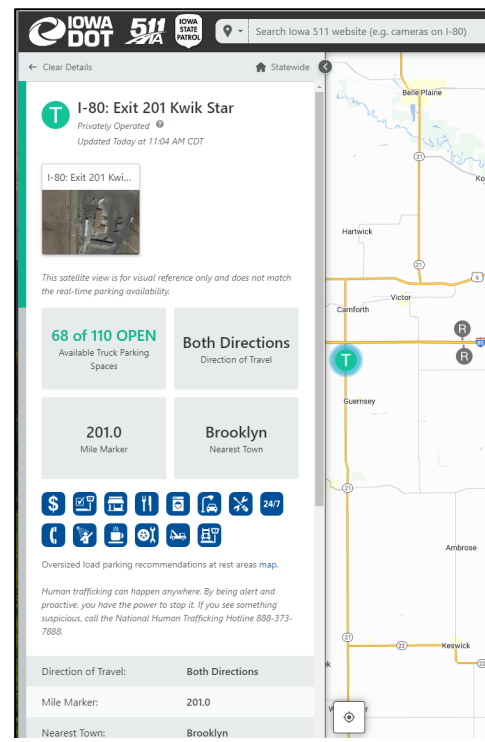 IOWA DOT
511 IA
IOWA STATE PATROL
Search Iowa 511 website (e.g. cameras on I-80)
← Clear Details
Statewide
T
I-80: Exit 201 Kwik Star
Privately Operated
Updated Today at 11:04 AM CDT
I-80: Exit 201 Kwi...
This satellite view is for visual reference only and does not match
the real-time parking availability.
68 of 110 OPEN
Available Truck Parking
Spaces
Both Directions
Direction of Travel
201.0
Mile Marker
Brooklyn
Nearest Town
$
24/7
Oversized load parking recommendations at rest areas map.
Human trafficking can happen anywhere. By being alert and
proactive, you have the power to stop it. If you see something
suspicious, call the National Human Trafficking Hotline 888-373-
7888.
Direction of Travel: Both Directions
Mile Marker: 201.0
Nearest Town: Brooklyn
Belle Plaine
21
Ko
Hartwick
21
6
Victor
Carnforth
R
80
T
R
Guernsey
21
Ambrose
21
22
Keswick
22